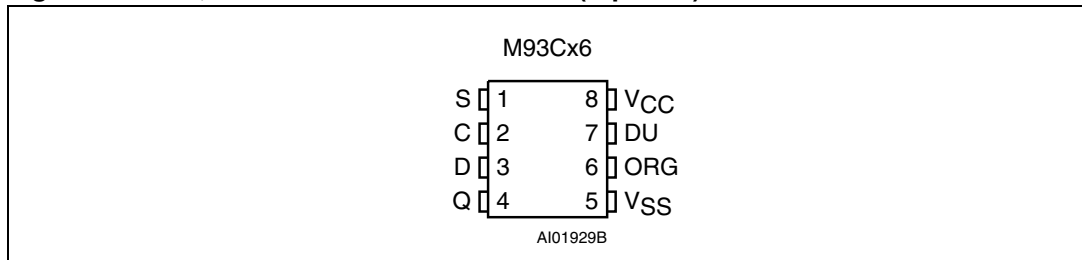 M93Cx6
S 1 8 VCC
C 2 7 DU
D 3 6 ORG
Q 4 5 VSS
AI01929B